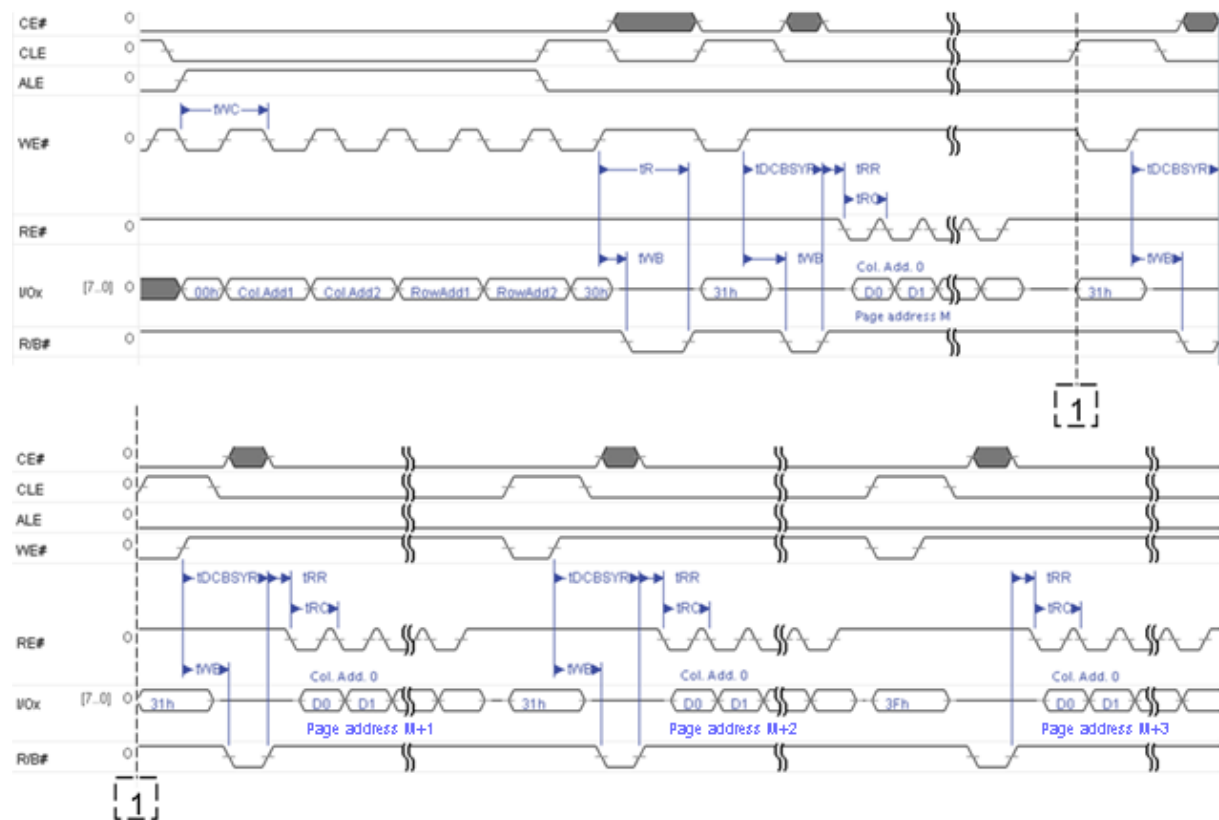 CE# 0
CLE 0
ALE 0
tWC
WE# 0
tR tDCBSYR tRR tDCBSYR
tRC
RE# 0
tWB tWB tWB
Col. Add. 0
I/Ox [7..0] 0 00h Col.Add1 Col.Add2 RowAdd1 RowAdd2 30h 31h D0 D1 31h
Page address M
R/B# 0
1
CE# 0
CLE 0
ALE 0
WE# 0
tDCBSYR tRR tDCBSYR tRR tRR
tRC tRC tRC
RE# 0
tWB tWB
Col. Add. 0 Col. Add. 0 Col. Add. 0
I/Ox [7..0] 0 31h D0 D1 31h D0 D1 3Fh D0 D1
Page address M+1 Page address M+2 Page address M+3
R/B# 0
1